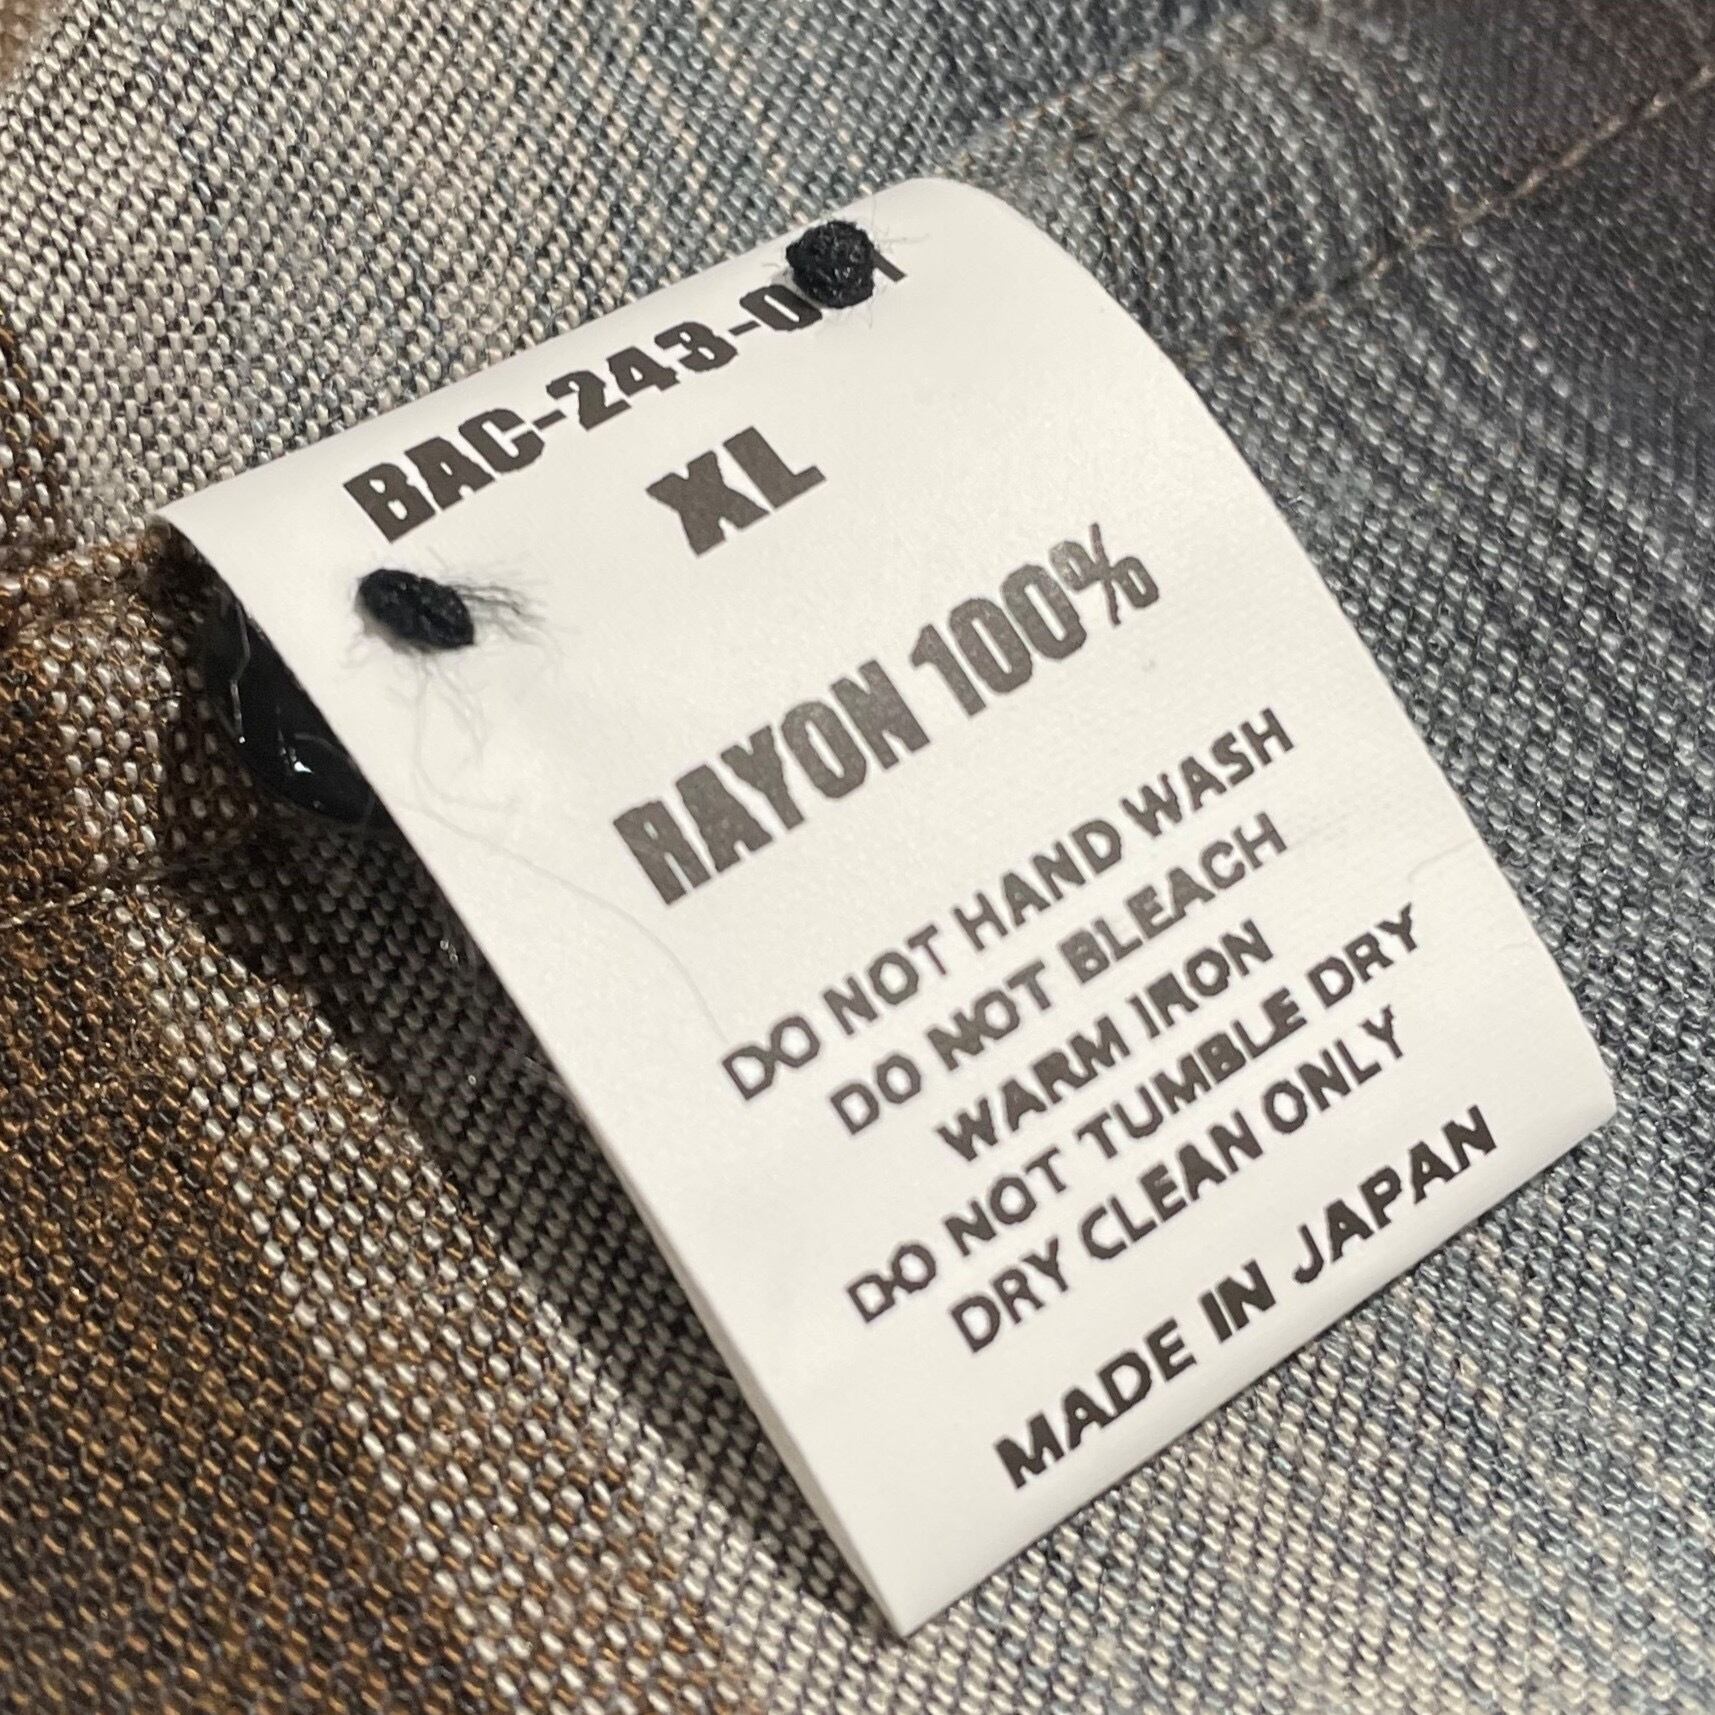 XL
RAYON 100%
DO NOT HAND WASH
DO NOT BLEACH
WARM IRON
DO NOT TUMBLE DRY
DRY CLEAN ONLY
MADE IN JAPAN